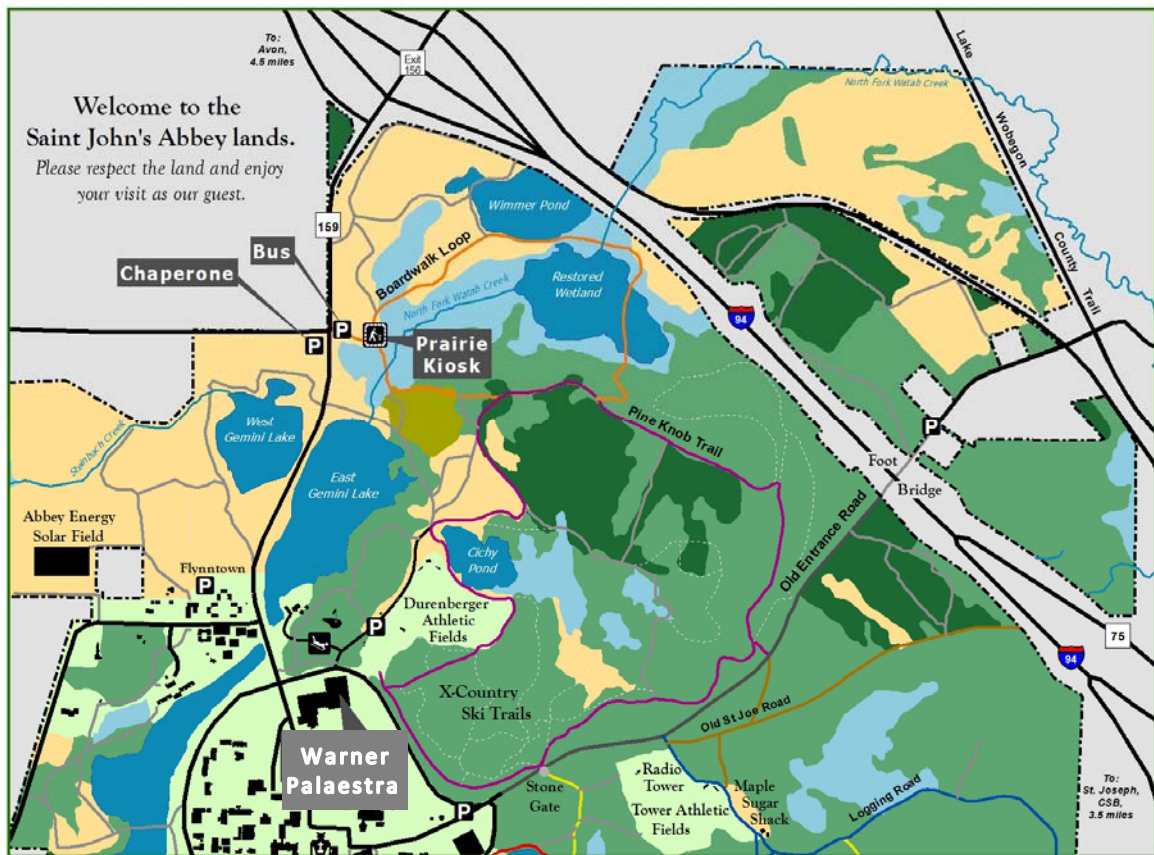 To:
Avon,
4.5 miles
Exit
156
Lake
Wobegon
County
Trail
North Fork Watab Creek
North Fork Watab Creek
Welcome to the
Saint John's Abbey lands.
Please respect the land and enjoy
your visit as our guest.
159
Wimmer Pond
Bus
Chaperone
Boardwalk Loop
North Fork Watab Creek
Restored
Wetland
94
P
P
Prairie
Kiosk
Steinbach Creek
West
Gemini Lake
East
Gemini Lake
Pine Knob Trail
P
Foot
Bridge
Old Entrance Road
Abbey Energy
Solar Field
Flynntown
P
Cichy
Pond
Durenberger
Athletic
Fields
P
75
94
X-Country
Ski Trails
Old St Joe Road
Warner
Palaestra
Stone
Gate
P
Radio
Tower
Tower Athletic
Fields
Maple
Sugar
Shack
Logging Road
To:
St. Joseph,
CSB,
3.5 miles